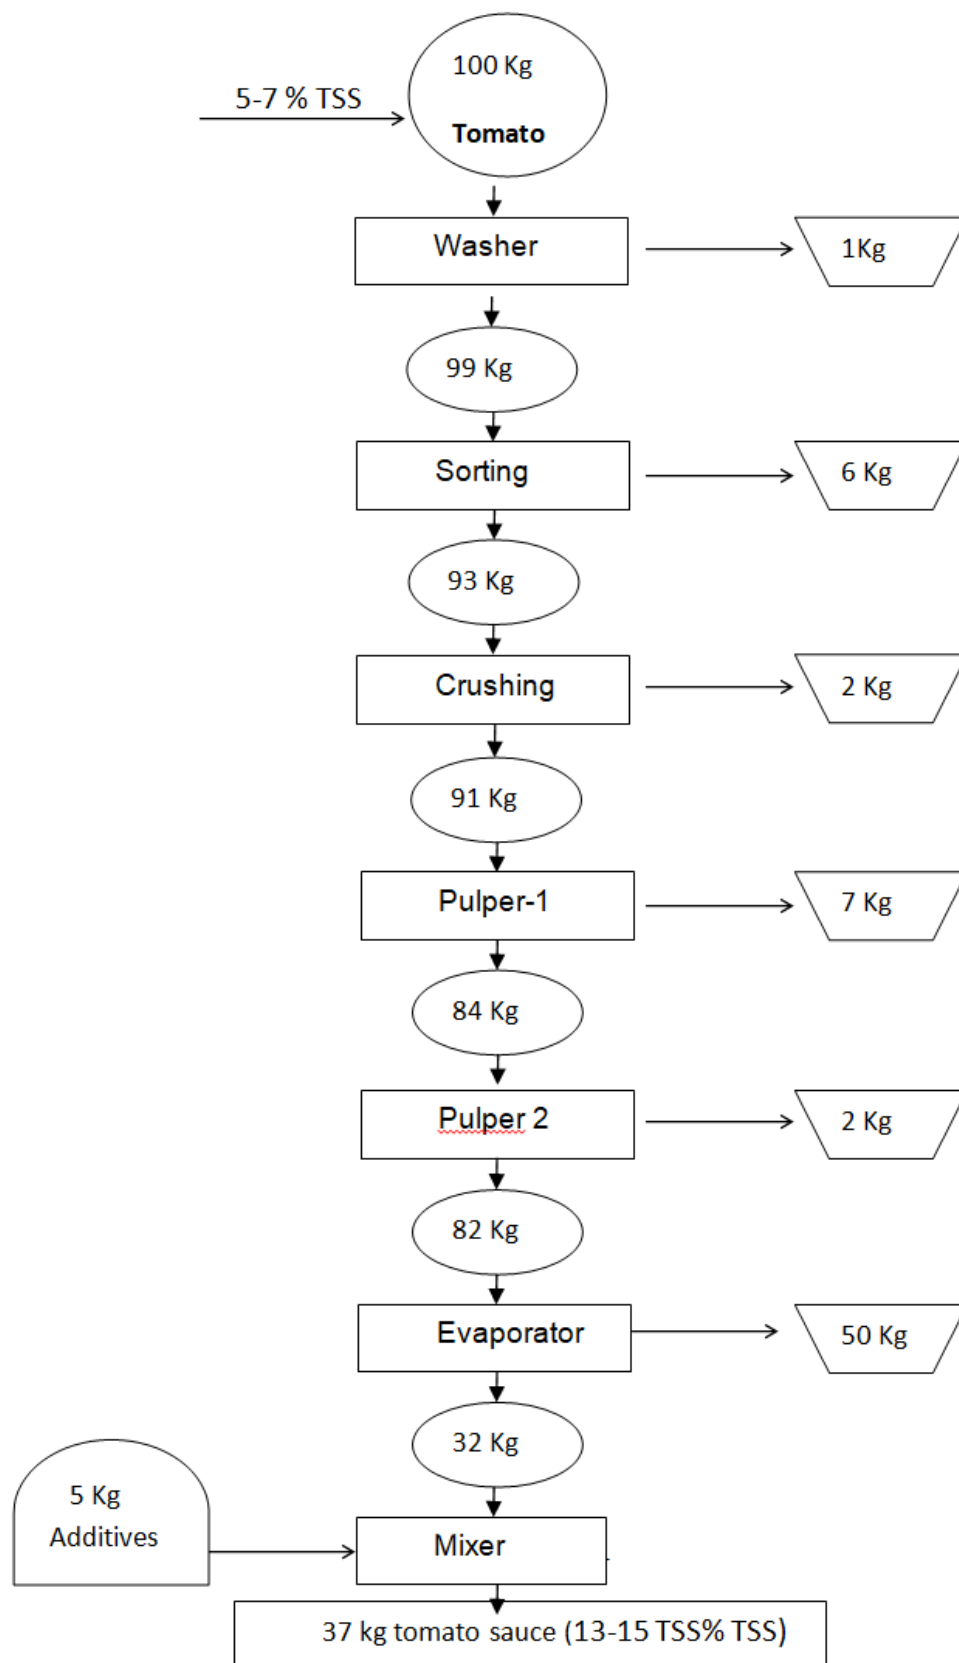 100 Kg
5-7 % TSS
Tomato
Washer
1Kg
99 Kg
Sorting
6 Kg
93 Kg
Crushing
2 Kg
91 Kg
Pulper-1
7 Kg
84 Kg
Pulper 2
2 Kg
82 Kg
Evaporator
50 Kg
32 Kg
5 Kg
Additives
Mixer
37 kg tomato sauce (13-15 TSS% TSS)